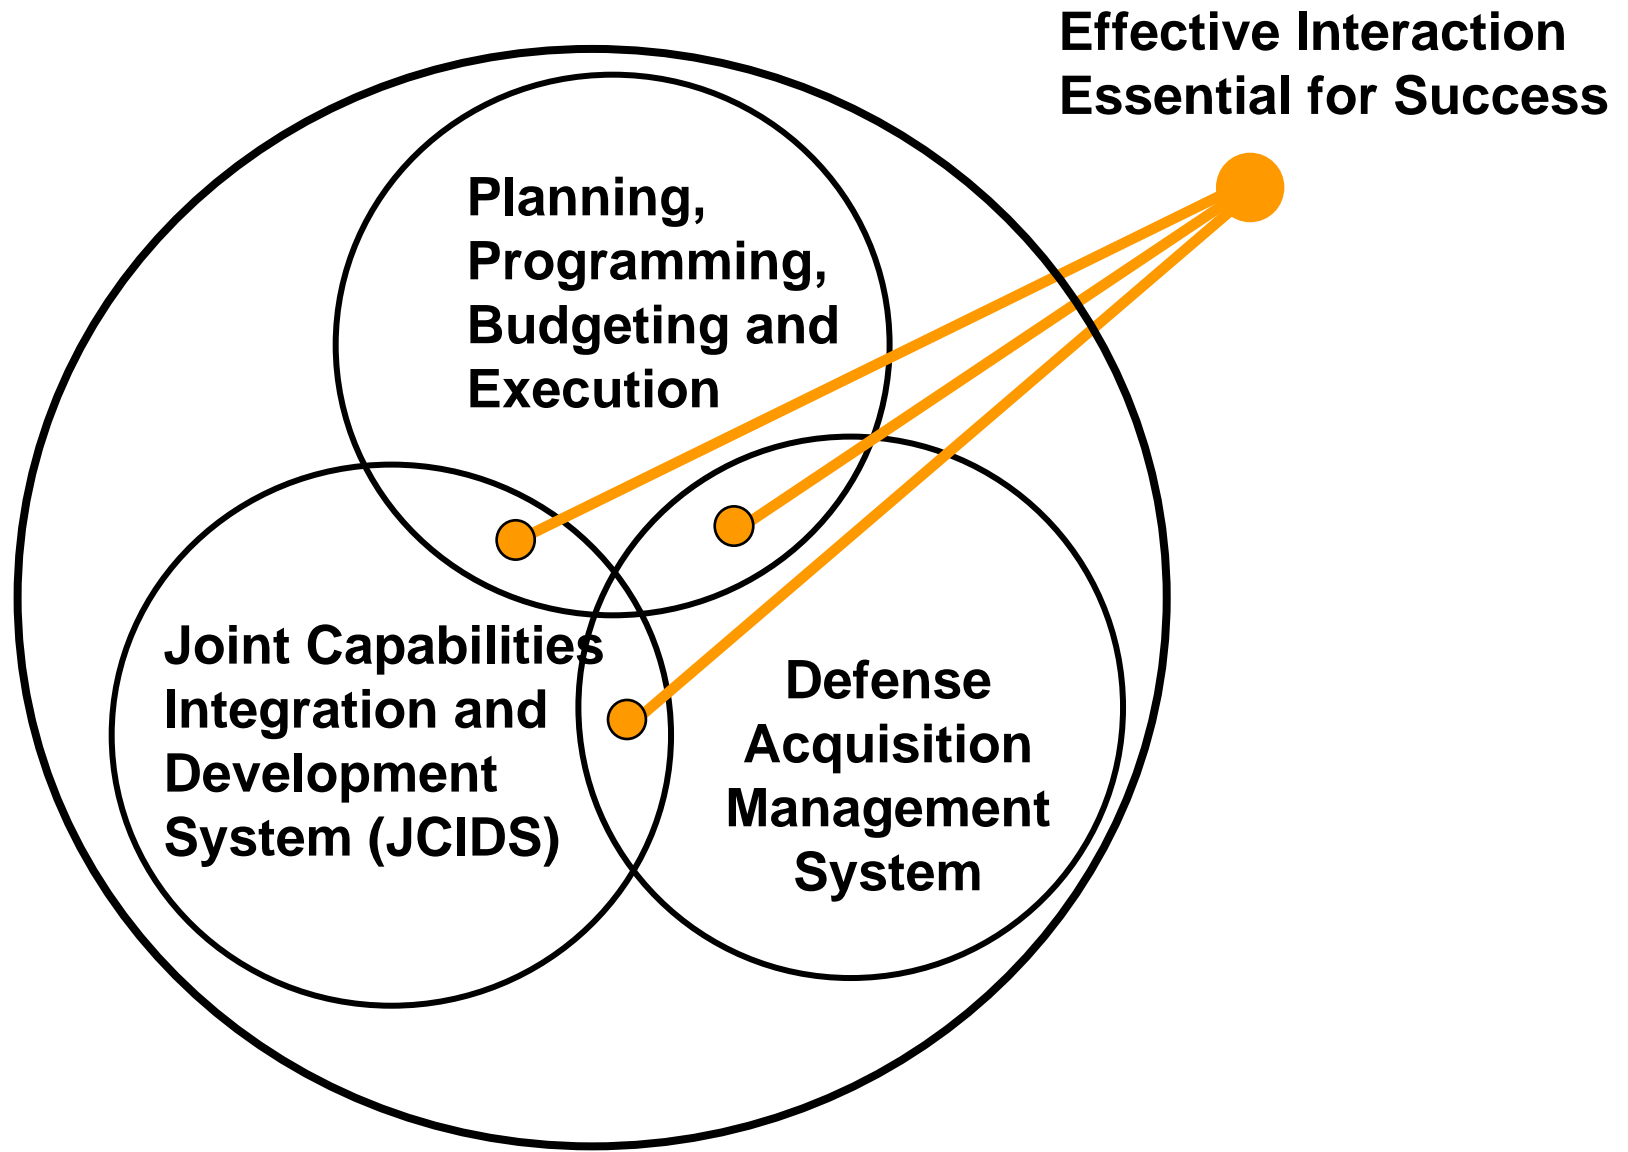 Effective Interaction
Essential for Success
Planning,
Programming,
Budgeting and
Execution
Joint Capabilities
Integration and
Development
System (JCIDS)
Defense
Acquisition
Management
System